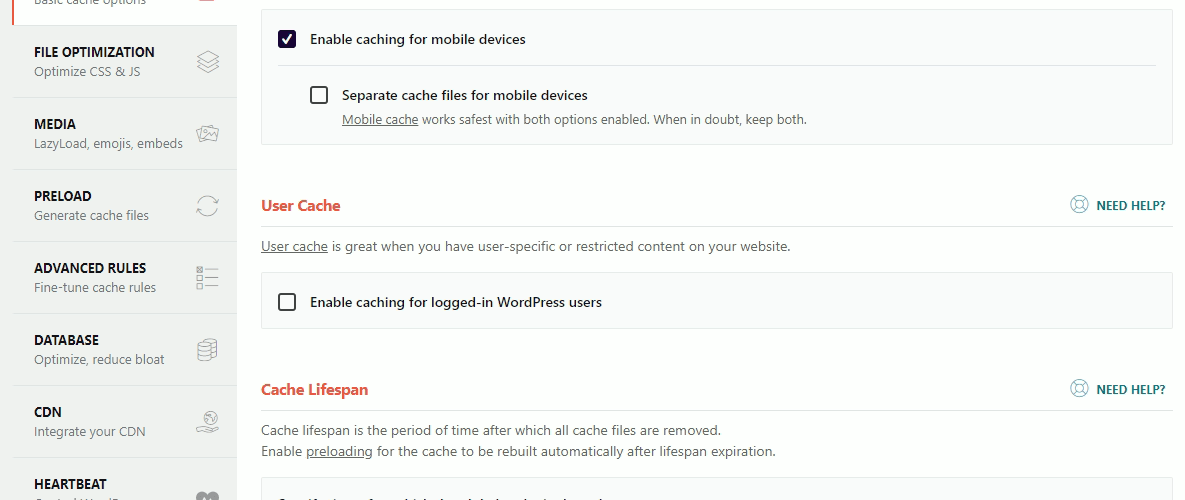 Basic cache options
FILE OPTIMIZATION
Optimize CSS & JS
MEDIA
LazyLoad, emojis, embeds
PRELOAD
Generate cache files
ADVANCED RULES
Fine-tune cache rules
DATABASE
Optimize, reduce bloat
CDN
Integrate your CDN
HEARTBEAT
Enable caching for mobile devices
Separate cache files for mobile devices
Mobile cache works safest with both options enabled. When in doubt, keep both.
User Cache
NEED HELP?
User cache is great when you have user-specific or restricted content on your website.
Enable caching for logged-in WordPress users
Cache Lifespan
NEED HELP?
Cache lifespan is the period of time after which all cache files are removed.
Enable preloading for the cache to be rebuilt automatically after lifespan expiration.